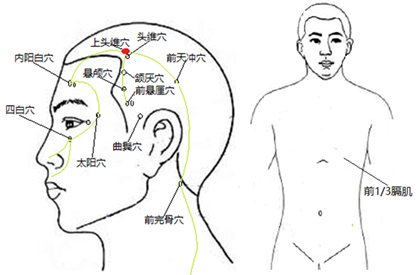 上头维穴
头维穴
内阳白穴
前天冲穴
悬颅穴
颔厌穴
前悬厘穴
四白穴
曲鬓穴
太阳穴
前1/3膈肌
前完骨穴